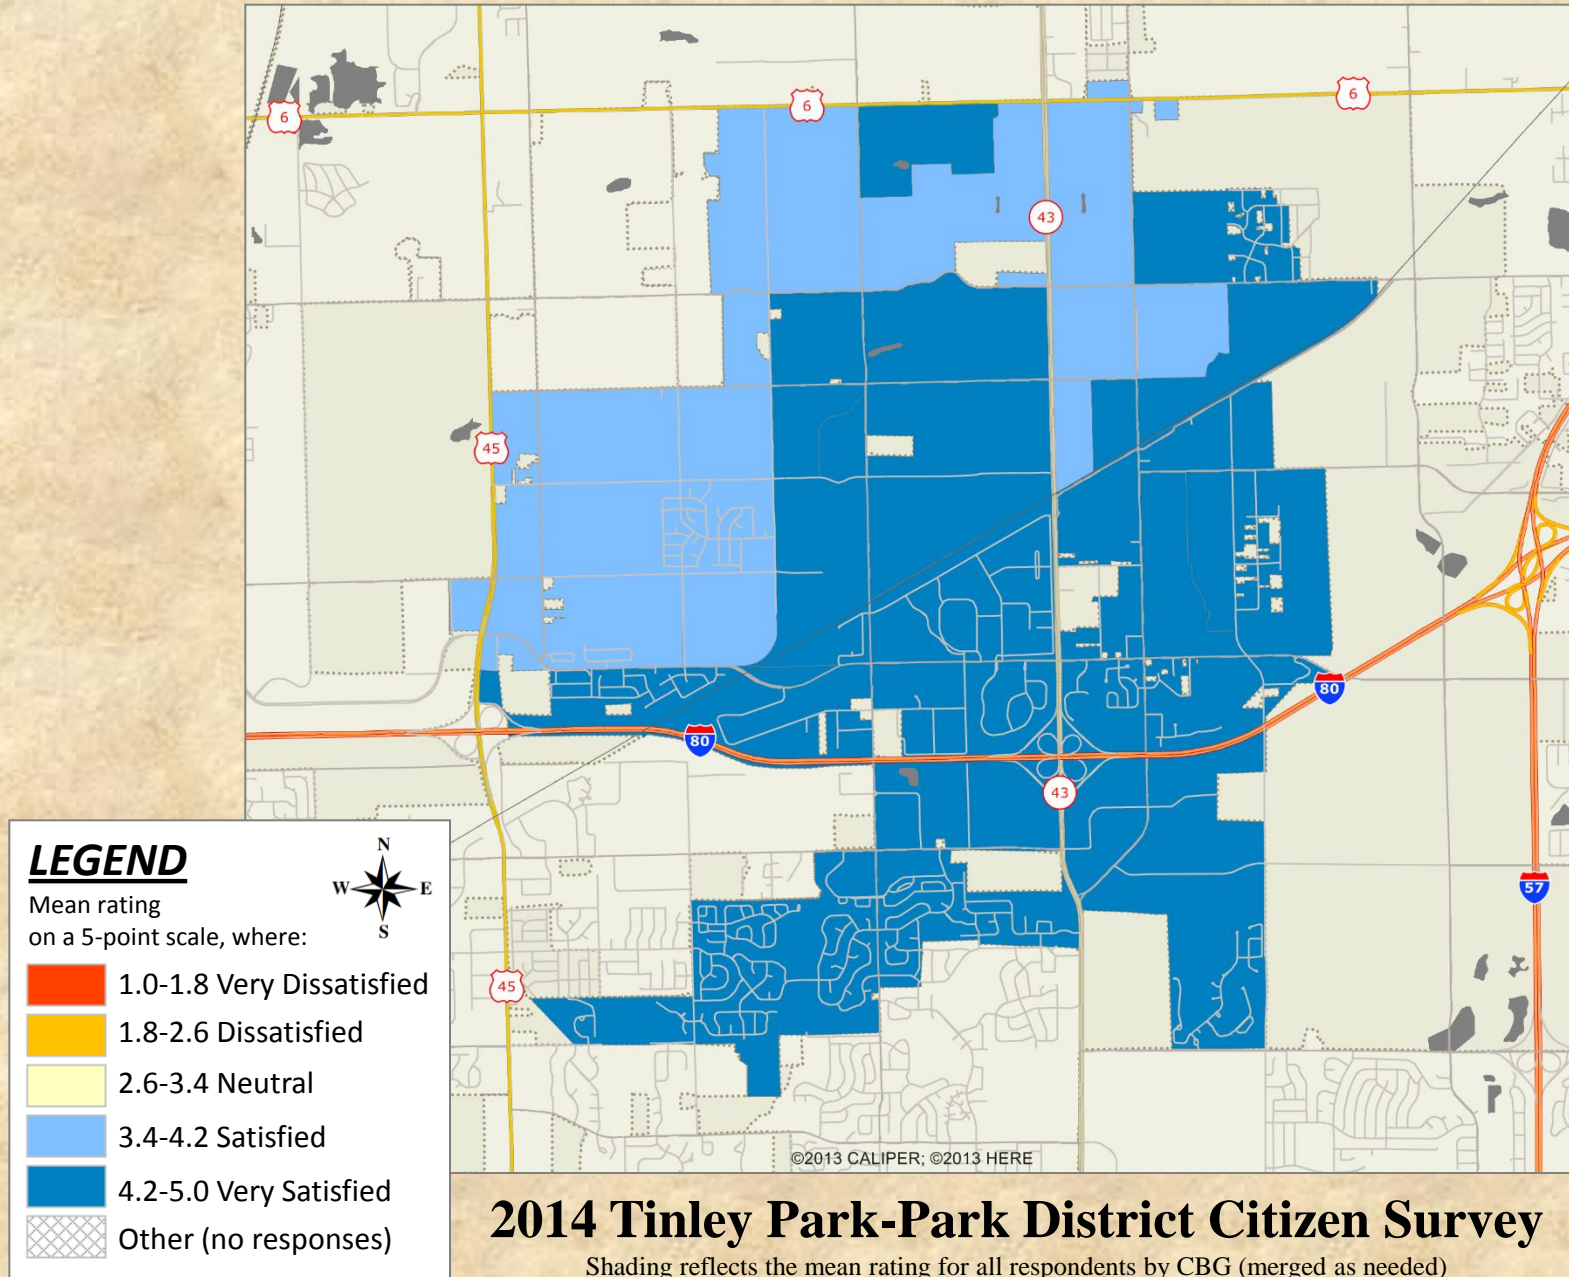 6
6
6
43
45
80
80
43
57
45
©2013 CALIPER; ©2013 HERE
LEGEND
N
W E
S
Mean rating
on a 5-point scale, where:
1.0-1.8 Very Dissatisfied
1.8-2.6 Dissatisfied
2.6-3.4 Neutral
3.4-4.2 Satisfied
4.2-5.0 Very Satisfied
Other (no responses)
2014 Tinley Park-Park District Citizen Survey
Shading reflects the mean rating for all respondents by CBG (merged as needed)